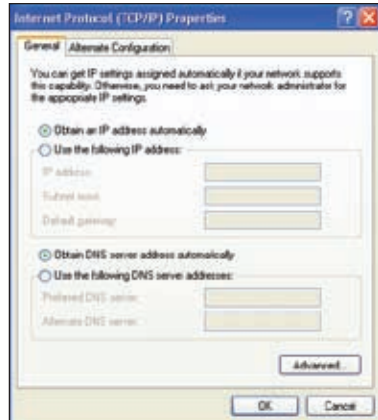 Internet Protocol (TCP/IP) Properties
General
Alternate Configuration
You can get IP settings assigned automatically if your network supports
this capability. Otherwise, you need to ask your network administrator for
the appropriate IP settings.
Obtain an IP address automatically
Use the following IP address:
IP address:
Subnet mask:
Default gateway:
Obtain DNS server address automatically
Use the following DNS server addresses:
Preferred DNS server:
Alternate DNS server:
Advanced...
OK
Cancel